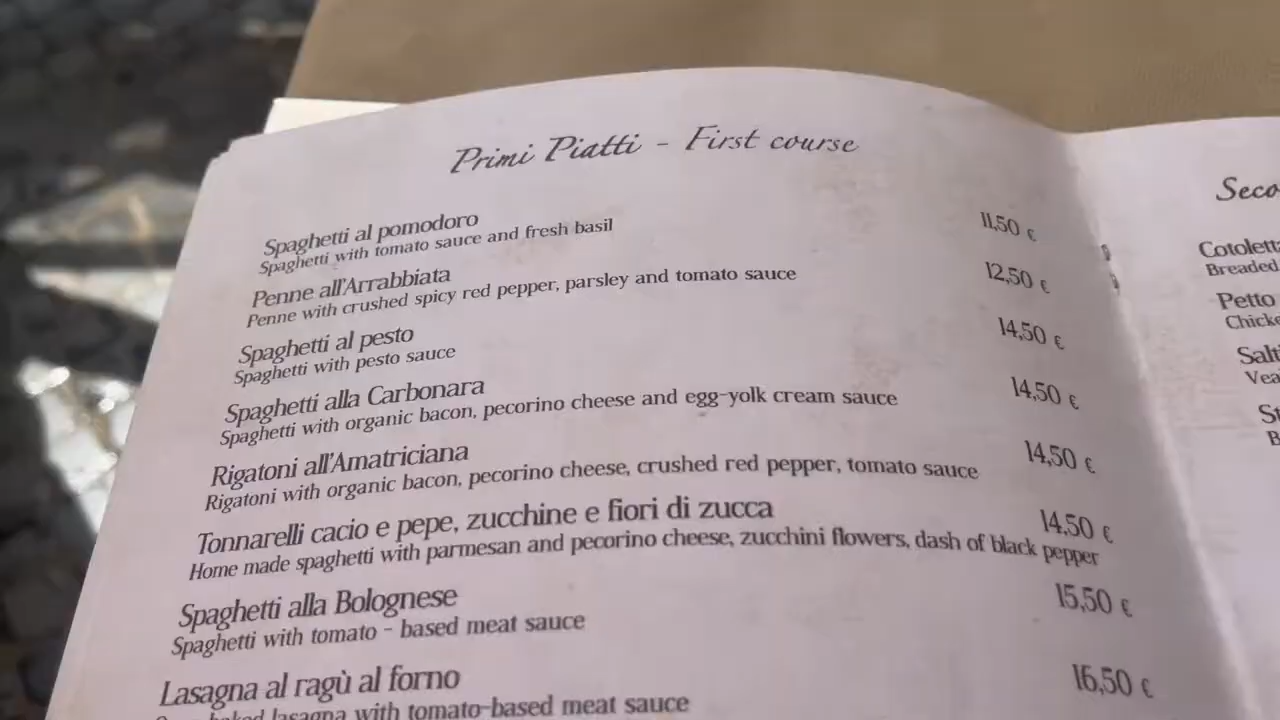 Primi Piatti - First course
Spaghetti al pomodoro 11,50 €
Spaghetti with tomato sauce and fresh basil
Penne all'Arrabbiata 12,50 €
Penne with crushed spicy red pepper, parsley and tomato sauce
Spaghetti al pesto 14,50 €
Spaghetti with pesto sauce
Spaghetti alla Carbonara 14,50 €
Spaghetti with organic bacon, pecorino cheese and egg-yolk cream sauce
Rigatoni all'Amatriciana 14,50 €
Rigatoni with organic bacon, pecorino cheese, crushed red pepper, tomato sauce
Tonnarelli cacio e pepe, zucchine e fiori di zucca 14,50 €
Home made spaghetti with parmesan and pecorino cheese, zucchini flowers, dash of black pepper
Spaghetti alla Bolognese 15,50 €
Spaghetti with tomato - based meat sauce
Lasagna al ragù al forno 16,50 €
lasagna with tomato-based meat sauce
Breaded
Petto